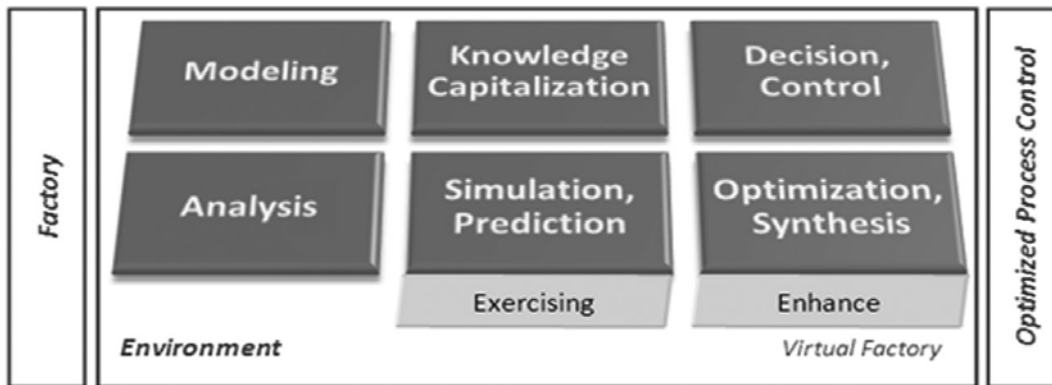 Factory
Modeling
Knowledge
Capitalization
Decision,
Control
Analysis
Simulation,
Prediction
Optimization,
Synthesis
Exercising
Enhance
Environment
Virtual Factory
Optimized Process Control